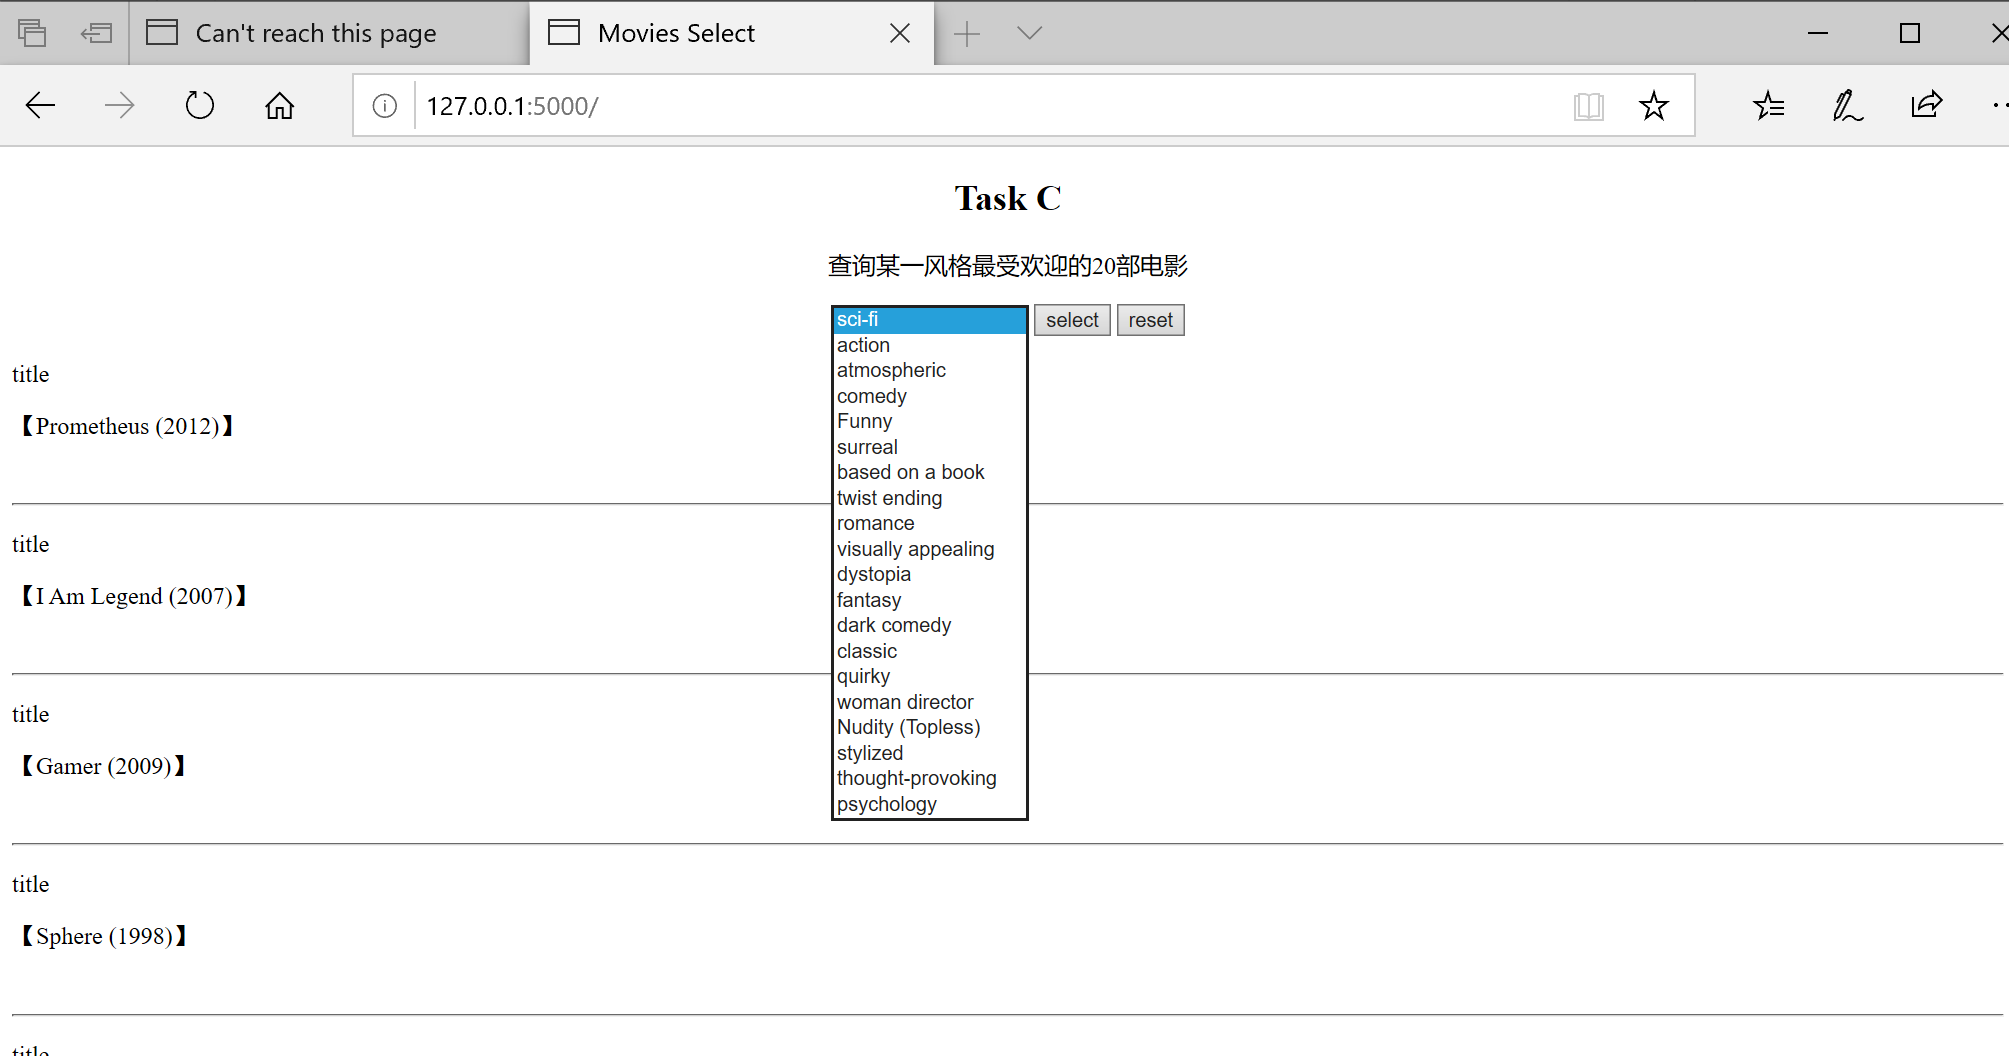 Can't reach this page
Movies Select
127.0.0.1:5000/
Task C
查询某一风格最受欢迎的20部电影
sci-fi
select
reset
action
atmospheric
comedy
Funny
surreal
based on a book
twist ending
romance
visually appealing
dystopia
fantasy
dark comedy
classic
quirky
woman director
Nudity (Topless)
stylized
thought-provoking
psychology
title
【Prometheus (2012)】
title
【I Am Legend (2007)】
title
【Gamer (2009)】
title
【Sphere (1998)】
title